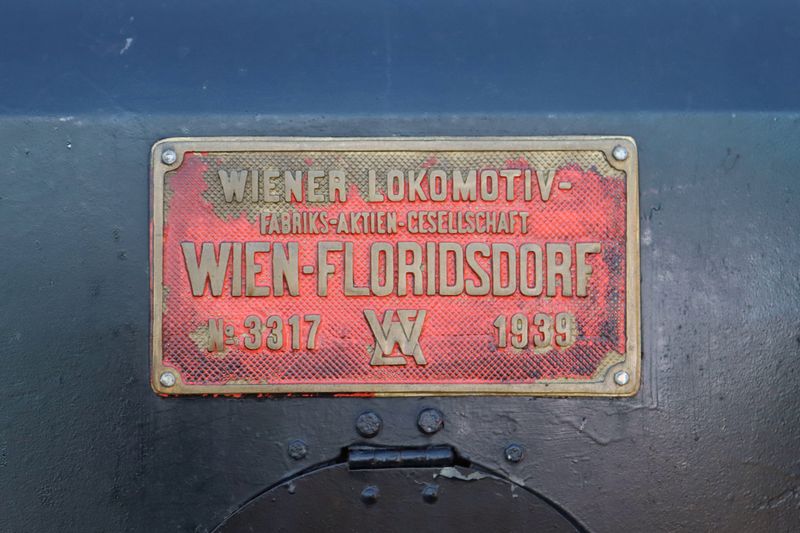 WIENER LOKOMOTIV-
FABRIKS-AKTIEN-GESELLSCHAFT
WIEN-FLORIDSDORF
No: 3317 WLF 1939